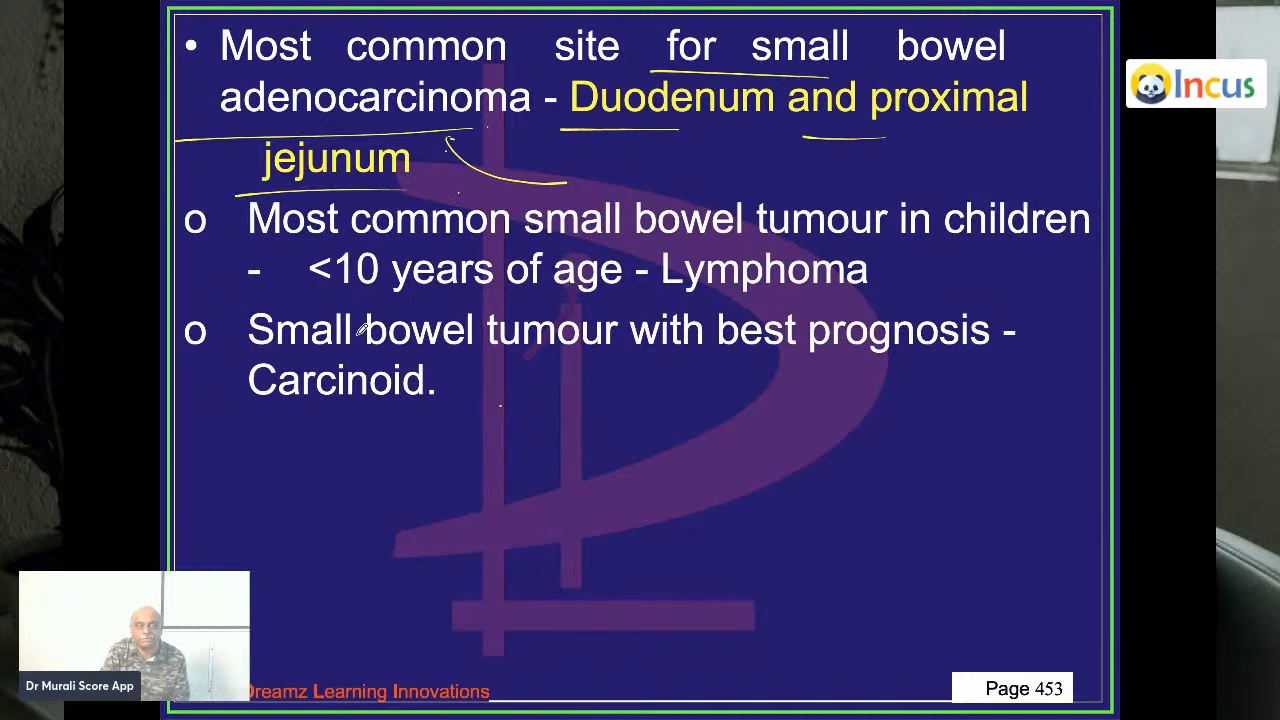 • Most common site for small bowel
adenocarcinoma - Duodenum and proximal
jejunum
o Most common small bowel tumour in children
- <10 years of age - Lymphoma
o Small bowel tumour with best prognosis -
Carcinoid.
Incus
Dr Murali Score App
Dreamz Learning Innovations
Page 453